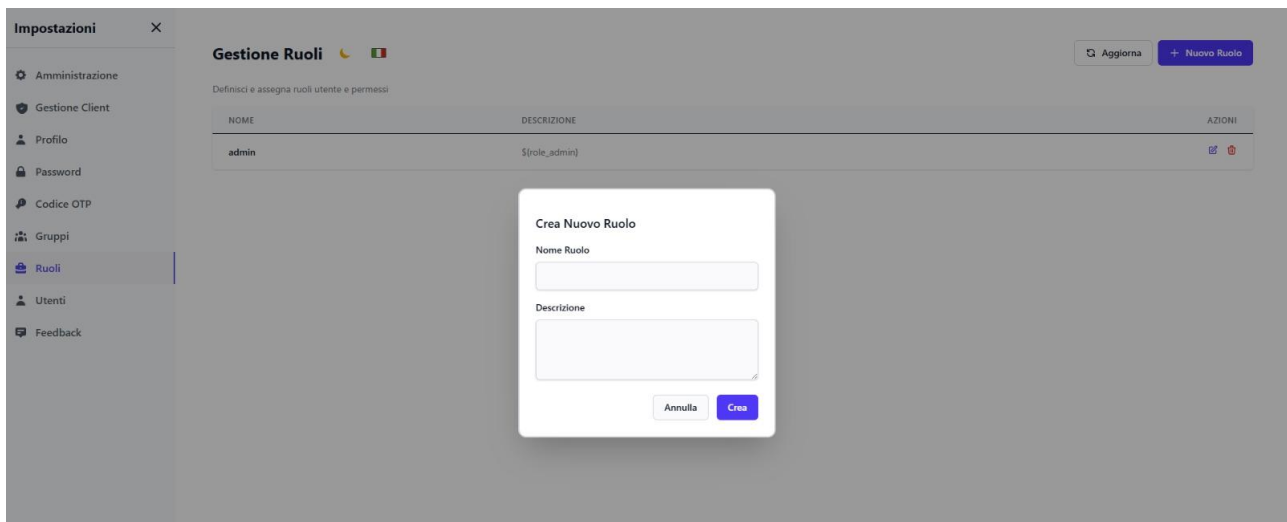 Impostazioni
Amministrazione
Gestione Client
Profilo
Password
Codice OTP
Gruppi
Ruoli
Utenti
Feedback
Gestione Ruoli
Aggiorna
+ Nuovo Ruolo
Definisci e assegna ruoli utente e permessi
NOME DESCRIZIONE AZIONI
admin ${role_admin}
Crea Nuovo Ruolo
Nome Ruolo
Descrizione
Annulla
Crea